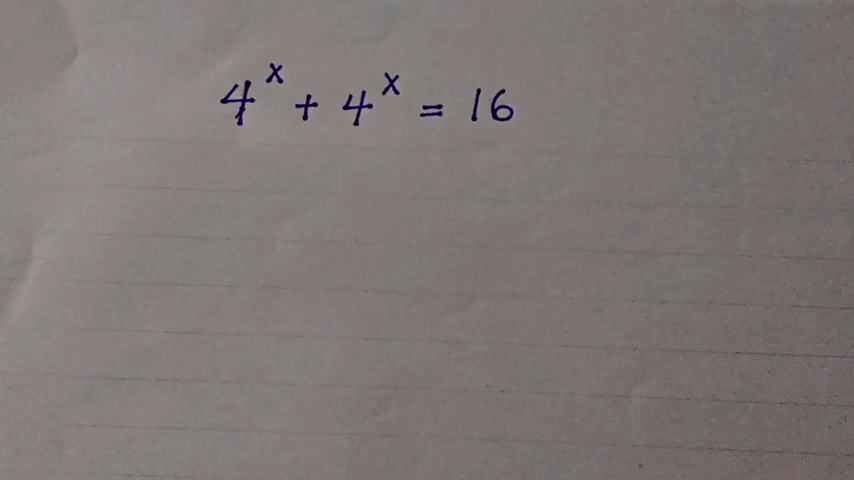 4^x + 4^x = 16